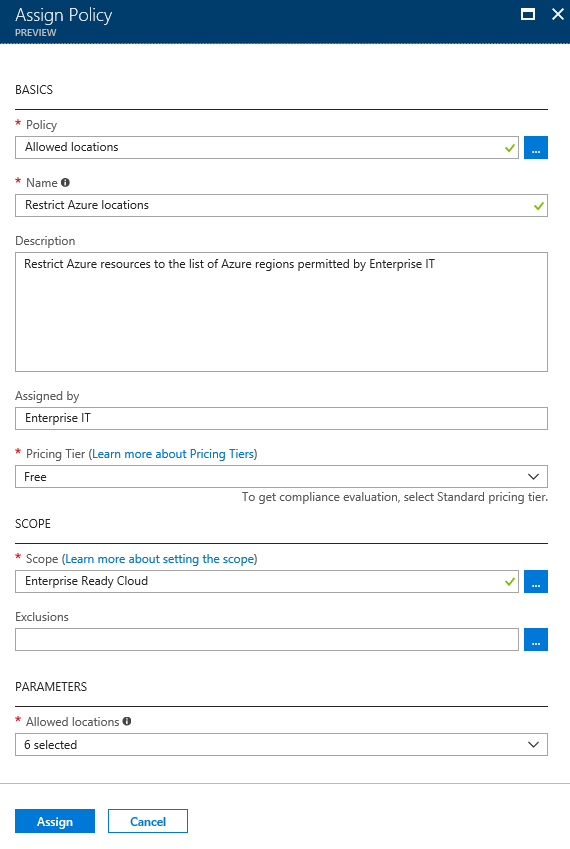 Assign Policy
PREVIEW
BASICS
* Policy
Allowed locations
...
* Name
Restrict Azure locations
Description
Restrict Azure resources to the list of Azure regions permitted by Enterprise IT
Assigned by
Enterprise IT
* Pricing Tier (Learn more about Pricing Tiers)
Free
To get compliance evaluation, select Standard pricing tier.
SCOPE
* Scope (Learn more about setting the scope)
Enterprise Ready Cloud
...
Exclusions
...
PARAMETERS
* Allowed locations
6 selected
Assign Cancel